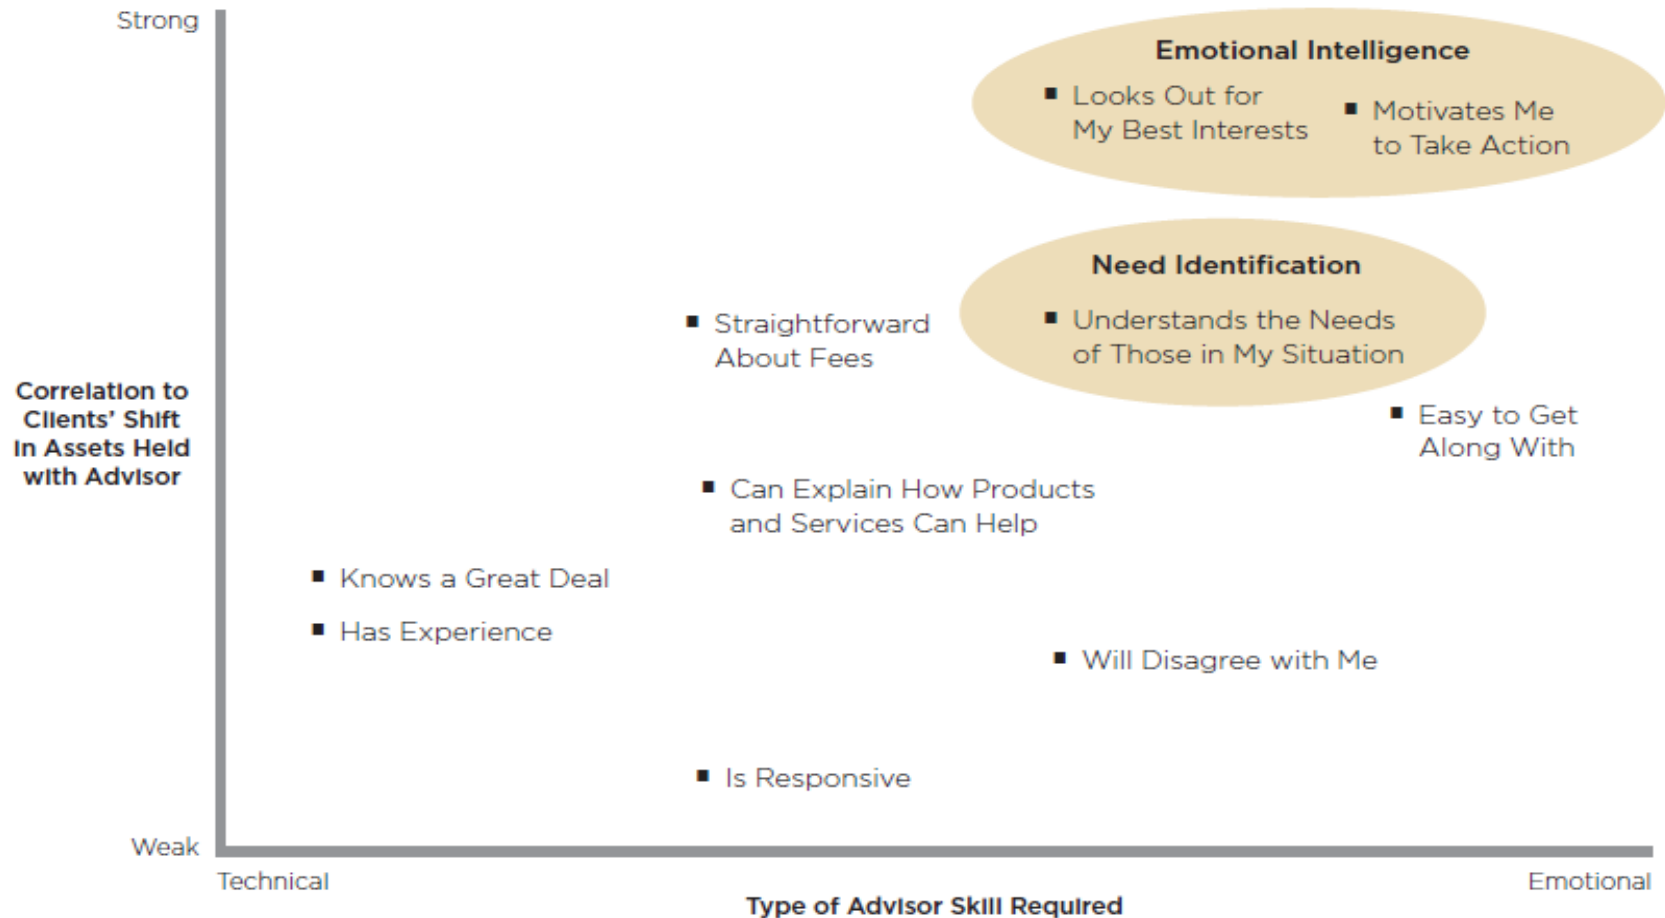 Strong
Emotional Intelligence
Looks Out for
My Best Interests
Motivates Me
to Take Action
Need Identification
Understands the Needs
of Those in My Situation
Straightforward
About Fees
Correlation to
Clients' Shift
in Assets Held
with Advisor
Easy to Get
Along With
Can Explain How Products
and Services Can Help
Knows a Great Deal
Has Experience
Will Disagree with Me
Is Responsive
Weak
Technical
Emotional
Type of Advisor Skill Required